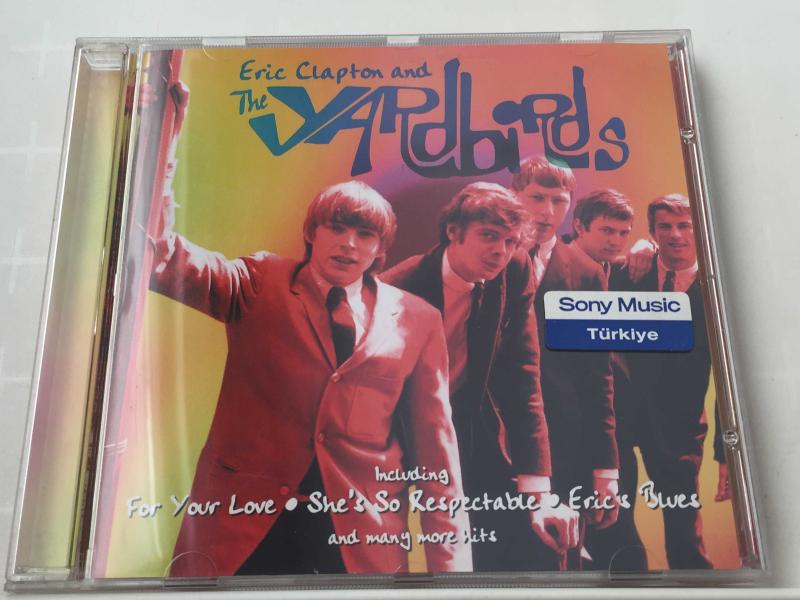 Eric Clapton and
The YARdbiRds
Sony Music
Türkiye
Including
For Your Love • She's So Respectable • Eric's Blues
and many more hits